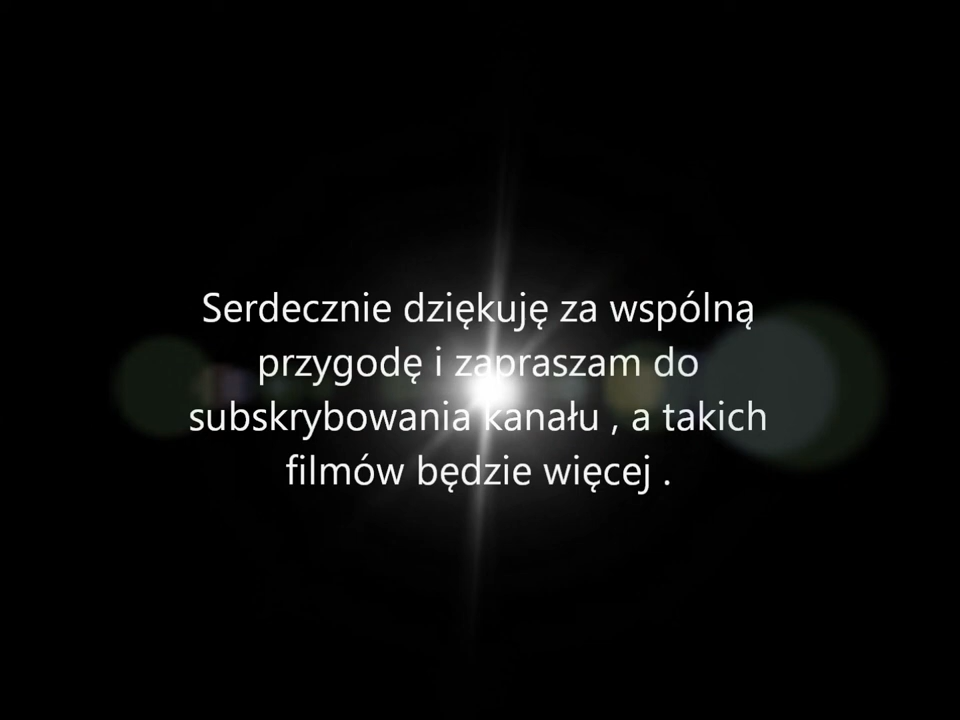 Serdecznie dziękuję za wspólną
przygodę i zapraszam do
subskrybowania kanału , a takich
filmów będzie więcej .